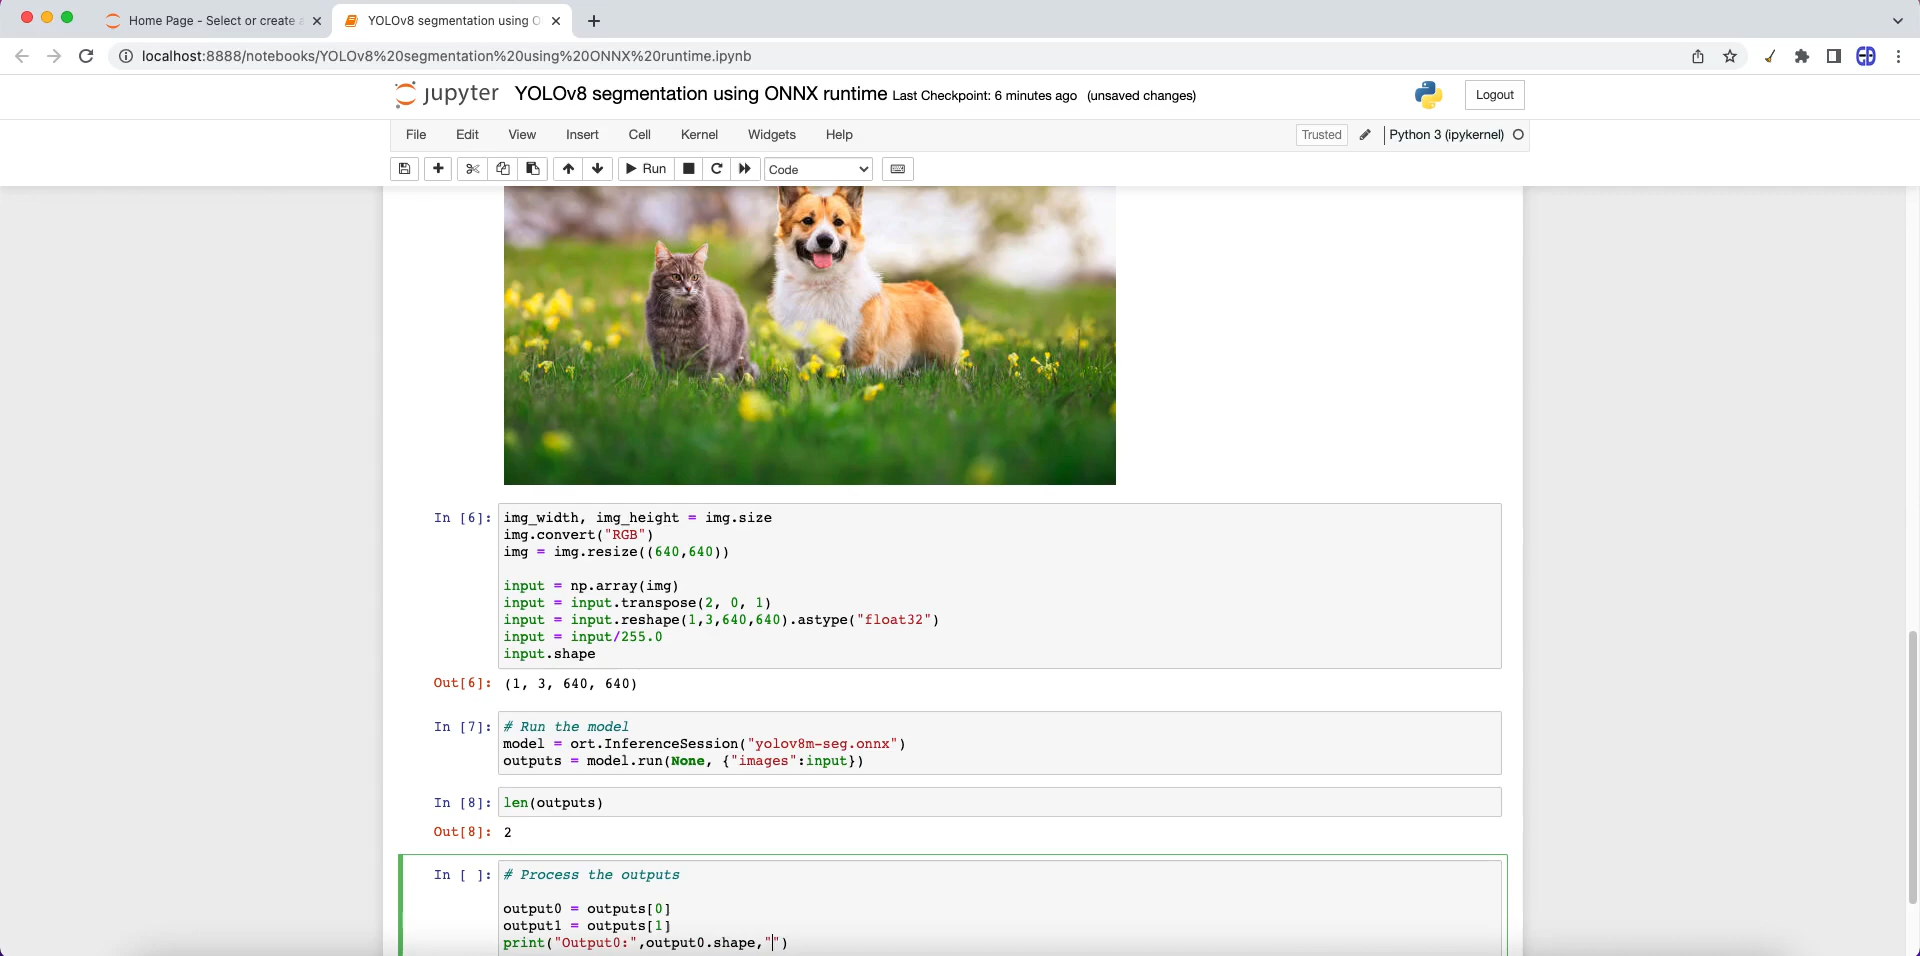 Home Page - Select or create a
YOLOv8 segmentation using O
localhost:8888/notebooks/YOLOv8%20segmentation%20using%20ONNX%20runtime.ipynb
jupyter YOLOv8 segmentation using ONNX runtime Last Checkpoint: 6 minutes ago (unsaved changes)
Logout
File Edit View Insert Cell Kernel Widgets Help
Trusted Python 3 (ipykernel)
Run Code
In [6]: img_width, img_height = img.size
img.convert("RGB")
img = img.resize((640,640))
input = np.array(img)
input = input.transpose(2, 0, 1)
input = input.reshape(1,3,640,640).astype("float32")
input = input/255.0
input.shape
Out[6]: (1, 3, 640, 640)
In [7]: # Run the model
model = ort.InferenceSession("yolov8m-seg.onnx")
outputs = model.run(None, {"images":input})
In [8]: len(outputs)
Out[8]: 2
In [ ]: # Process the outputs
output0 = outputs[0]
output1 = outputs[1]
print("Output0:",output0.shape,"")